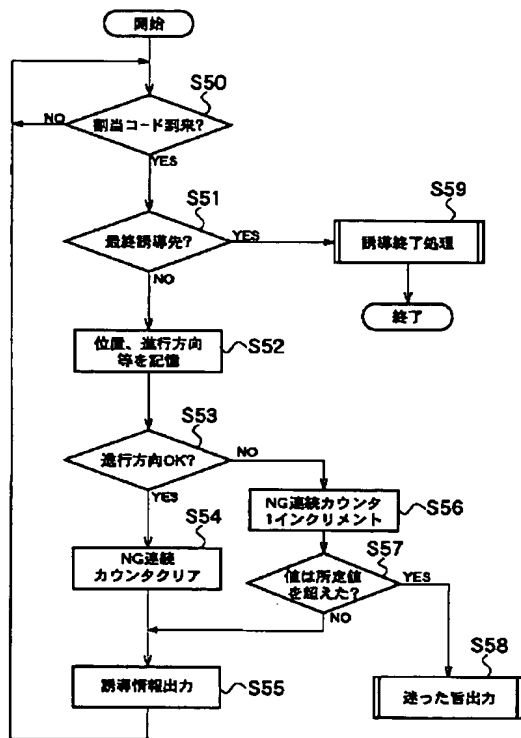 開始
S50
割当コード到来?
NO
YES
S51
最終誘導先?
YES
NO
S59
誘導終了処理
終了
位置、進行方向
等を記憶
S52
S53
進行方向OK?
NO
YES
S54
NG連続
カウンタクリア
NG連続カウンタ
1インクリメント
S56
S57
値は所定値
を超えた?
YES
NO
S58
迷った旨出力
誘導情報出力
S55